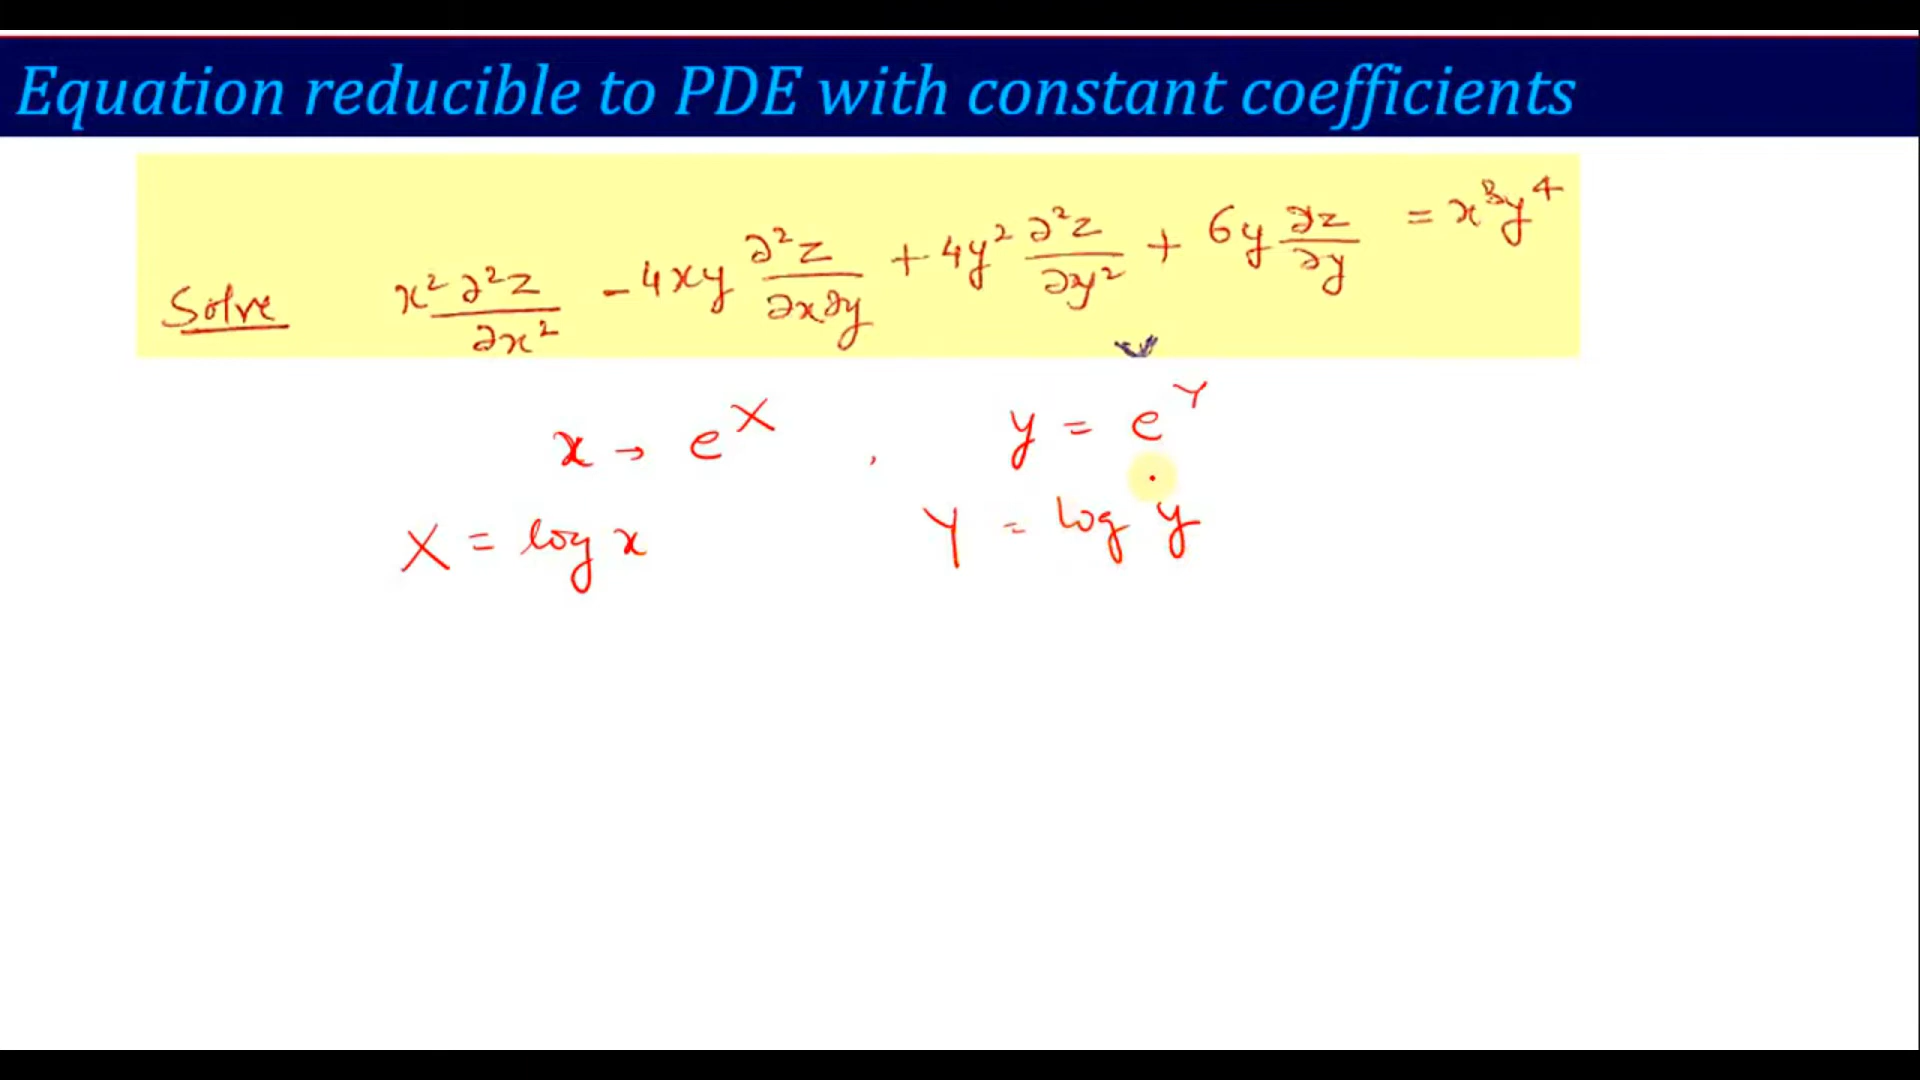 Equation reducible to PDE with constant coefficients
Solve x² ∂²z/∂x² - 4xy ∂²z/∂x∂y + 4y² ∂²z/∂y² + 6y ∂z/∂y = x³y⁴
x → e^X , y = e^Y
X = log x Y = log y